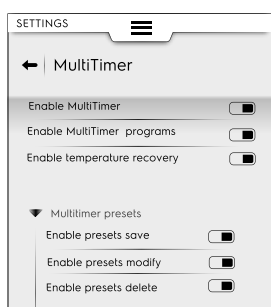 SETTINGS
MultiTimer
Enable MultiTimer
Enable MultiTimer programs
Enable temperature recovery
Multitimer presets
Enable presets save
Enable presets modify
Enable presets delete